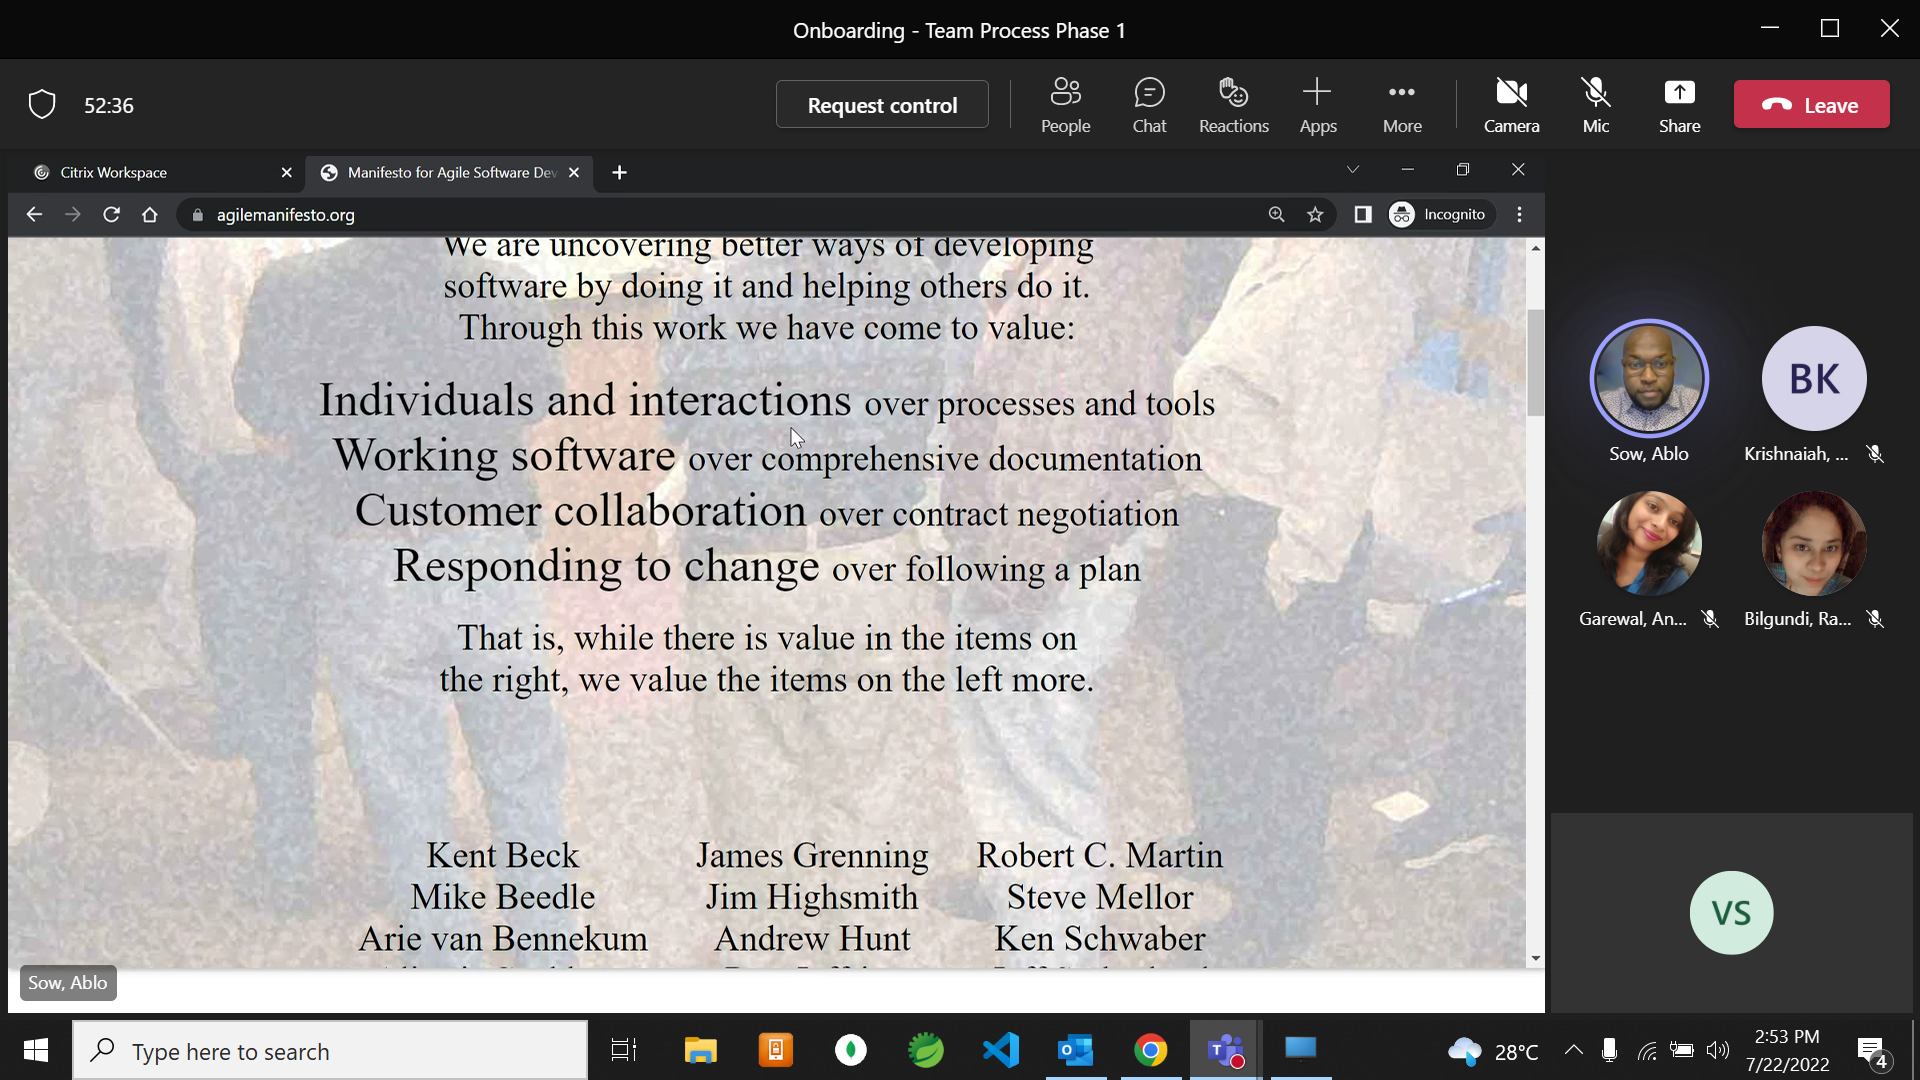 Onboarding - Team Process Phase 1
52:36
Request control
People
Chat
Reactions
Apps
More
Camera
Mic
Share
Leave
Citrix Workspace
Manifesto for Agile Software Dev
agilemanifesto.org
Incognito
We are uncovering better ways of developing
software by doing it and helping others do it.
Through this work we have come to value:
Individuals and interactions over processes and tools
Working software over comprehensive documentation
Customer collaboration over contract negotiation
Responding to change over following a plan
That is, while there is value in the items on
the right, we value the items on the left more.
Kent Beck James Grenning Robert C. Martin
Mike Beedle Jim Highsmith Steve Mellor
Arie van Bennekum Andrew Hunt Ken Schwaber
Sow, Ablo
BK
Sow, Ablo
Krishnaiah, ...
Garewal, An...
Bilgundi, Ra...
VS
Type here to search
28°C
2:53 PM
7/22/2022
4